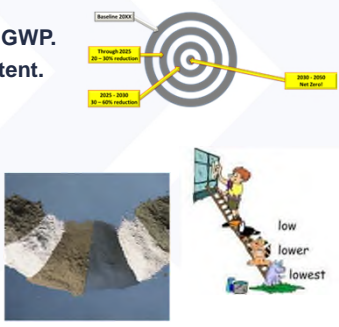 Baseline 20XX
GWP.
Through 2025
20 – 30% reduction
tent.
2030 - 2050
Net Zero!
2025 - 2030
30 – 60% reduction
low
lower
lowest